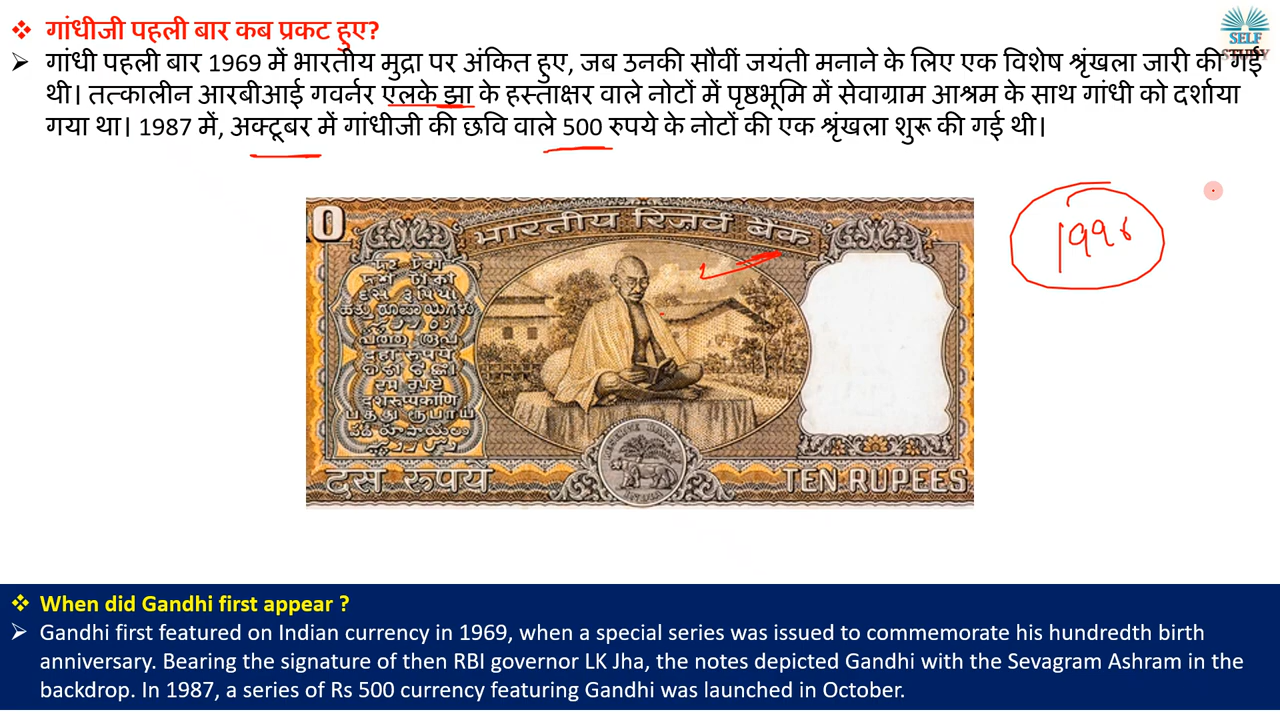 ❖ गांधीजी पहली बार कब प्रकट हुए?
SELF
STUDY
➢ गांधी पहली बार 1969 में भारतीय मुद्रा पर अंकित हुए, जब उनकी सौवीं जयंती मनाने के लिए एक विशेष श्रृंखला जारी की गई
थी। तत्कालीन आरबीआई गवर्नर एलके झा के हस्ताक्षर वाले नोटों में पृष्ठभूमि में सेवाग्राम आश्रम के साथ गांधी को दर्शाया
गया था। 1987 में, अक्टूबर में गांधीजी की छवि वाले 500 रुपये के नोटों की एक श्रृंखला शुरू की गई थी।
0
भारतीय रिजर्व बैंक
दस रुपये
TEN RUPEES
❖ When did Gandhi first appear ?
➢ Gandhi first featured on Indian currency in 1969, when a special series was issued to commemorate his hundredth birth
anniversary. Bearing the signature of then RBI governor LK Jha, the notes depicted Gandhi with the Sevagram Ashram in the
backdrop. In 1987, a series of Rs 500 currency featuring Gandhi was launched in October.